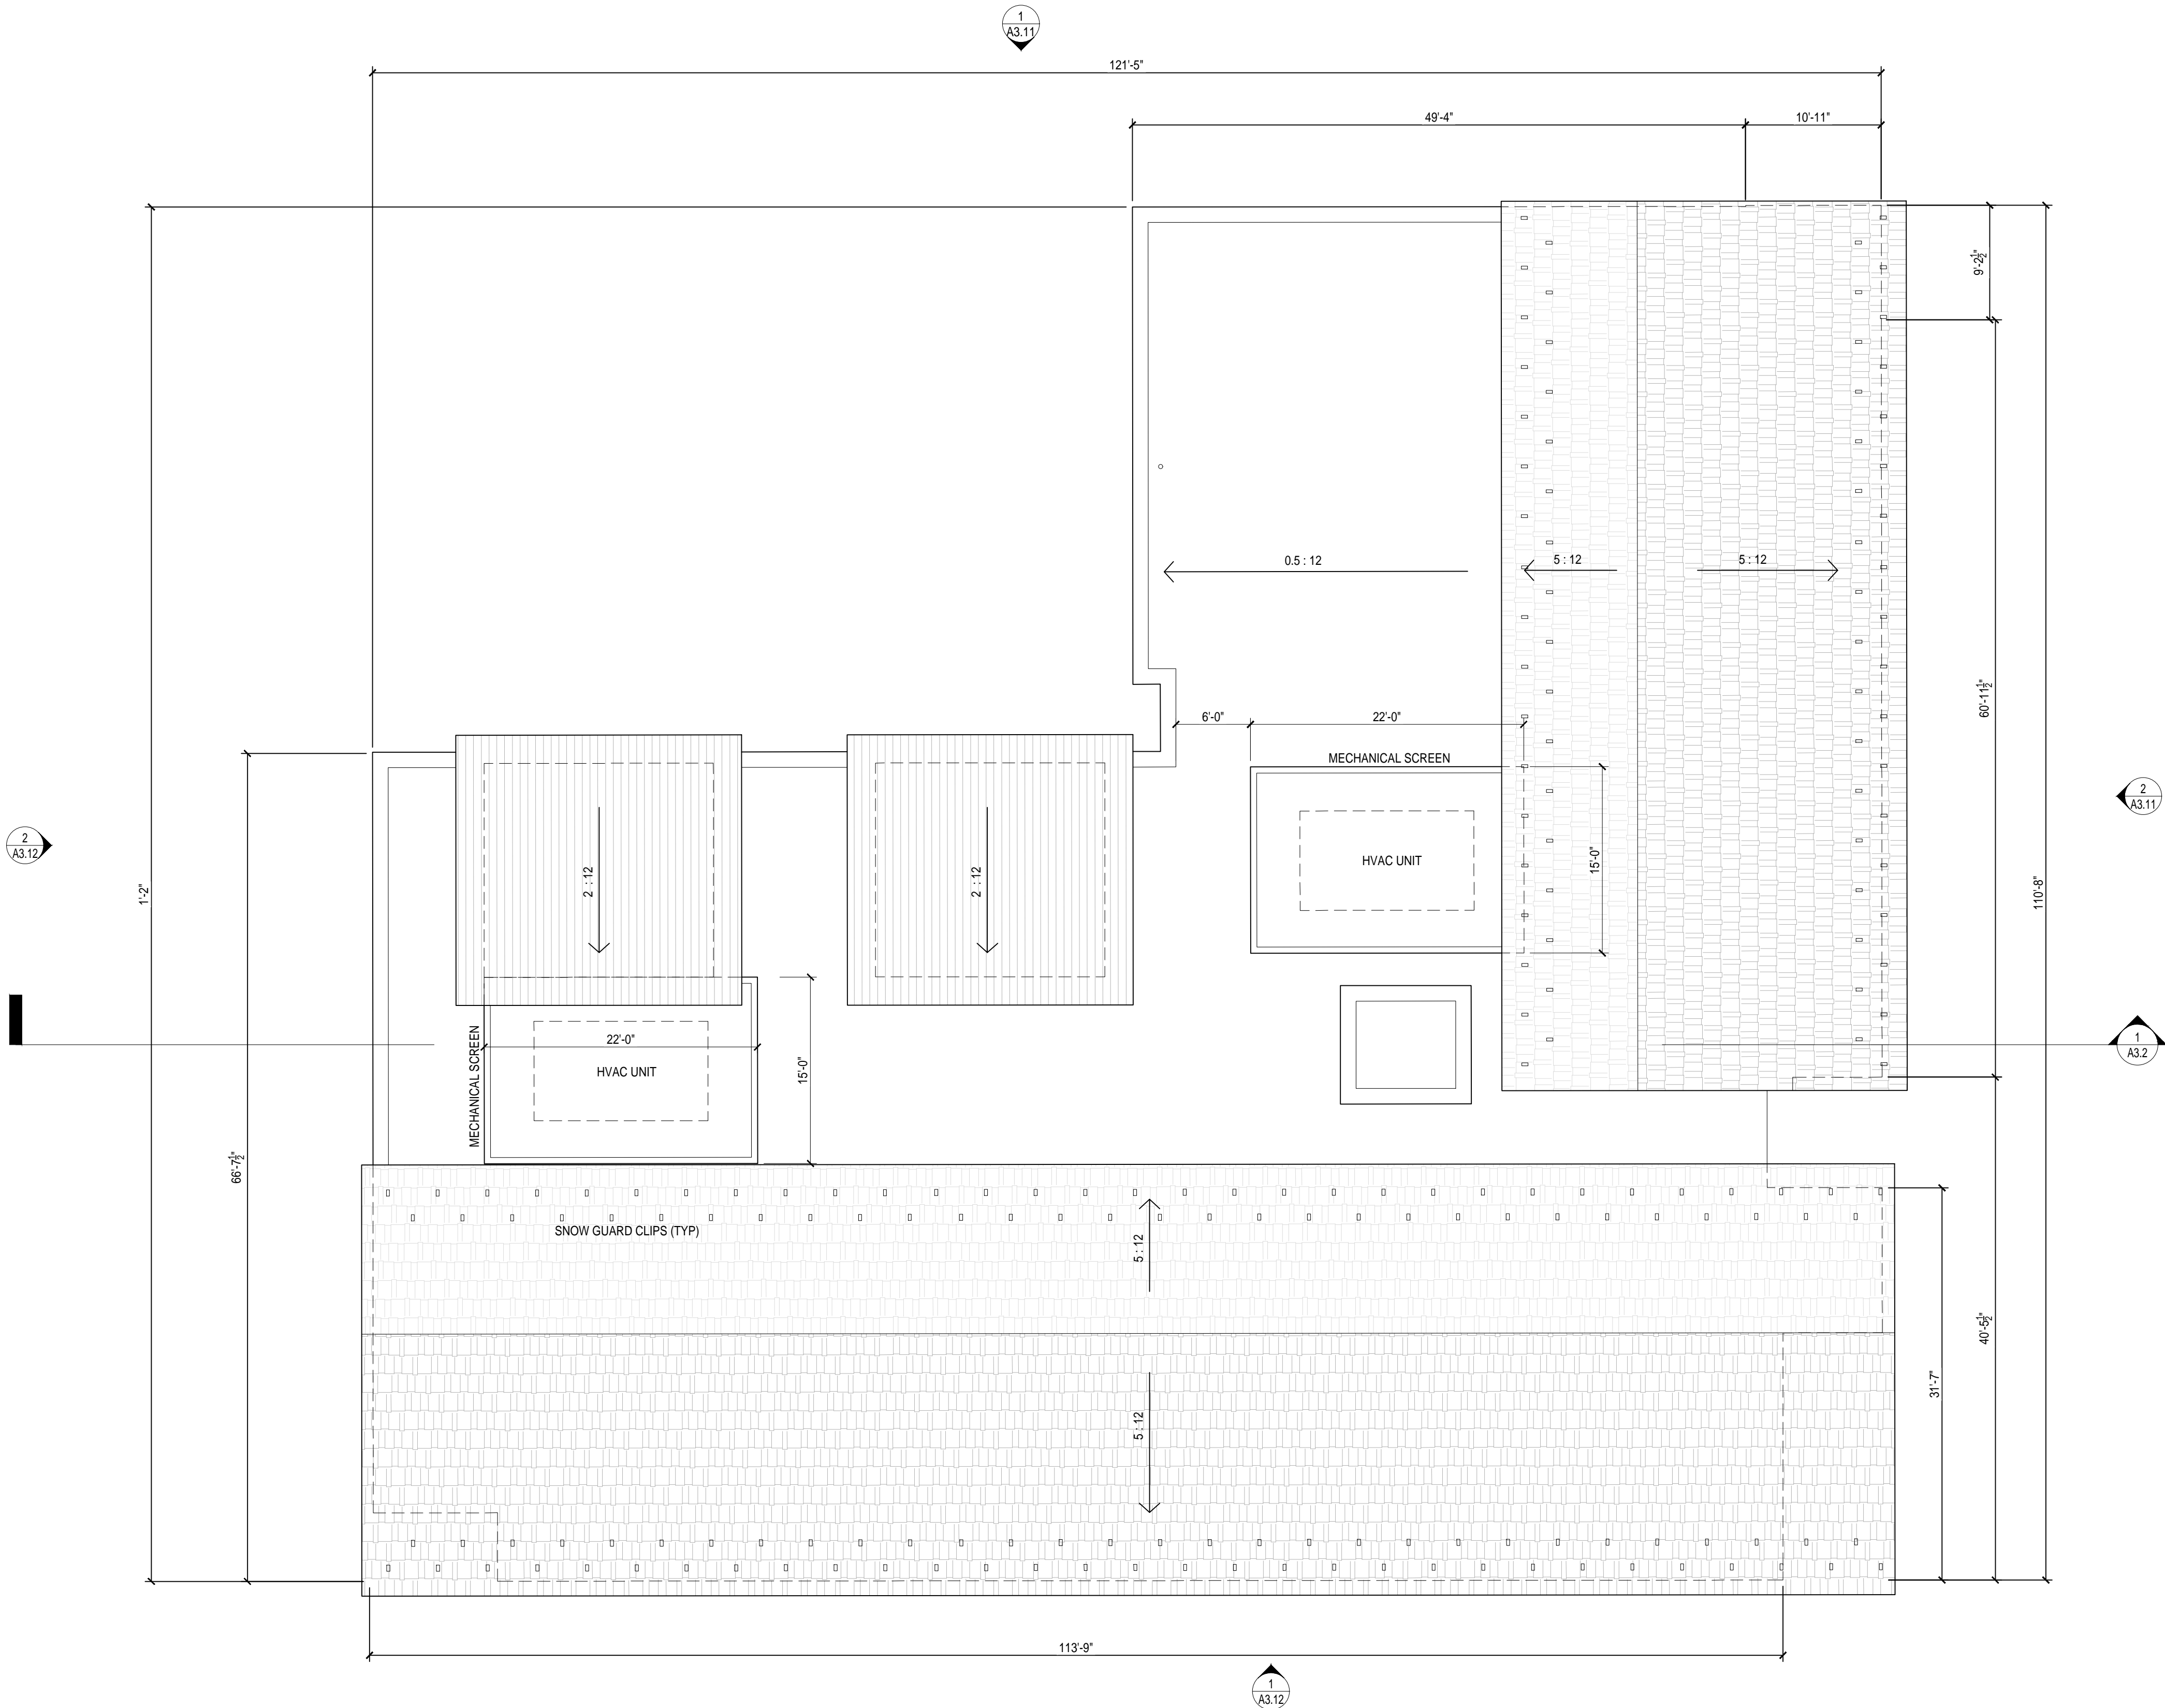 1
A3.11
121'-5"
49'-4"
10'-11"
9'-2½"
0.5 : 12
5 : 12
5 : 12
60'-11½"
6'-0"
22'-0"
MECHANICAL SCREEN
2
A3.11
2
A3.12
1'-2"
2 : 12
2 : 12
HVAC UNIT
15'-0"
110'-8"
22'-0"
HVAC UNIT
MECHANICAL SCREEN
15'-0"
1
A3.2
66'-7½"
SNOW GUARD CLIPS (TYP)
5 : 12
40'-5½"
31'-7"
5 : 12
113'-9"
1
A3.12